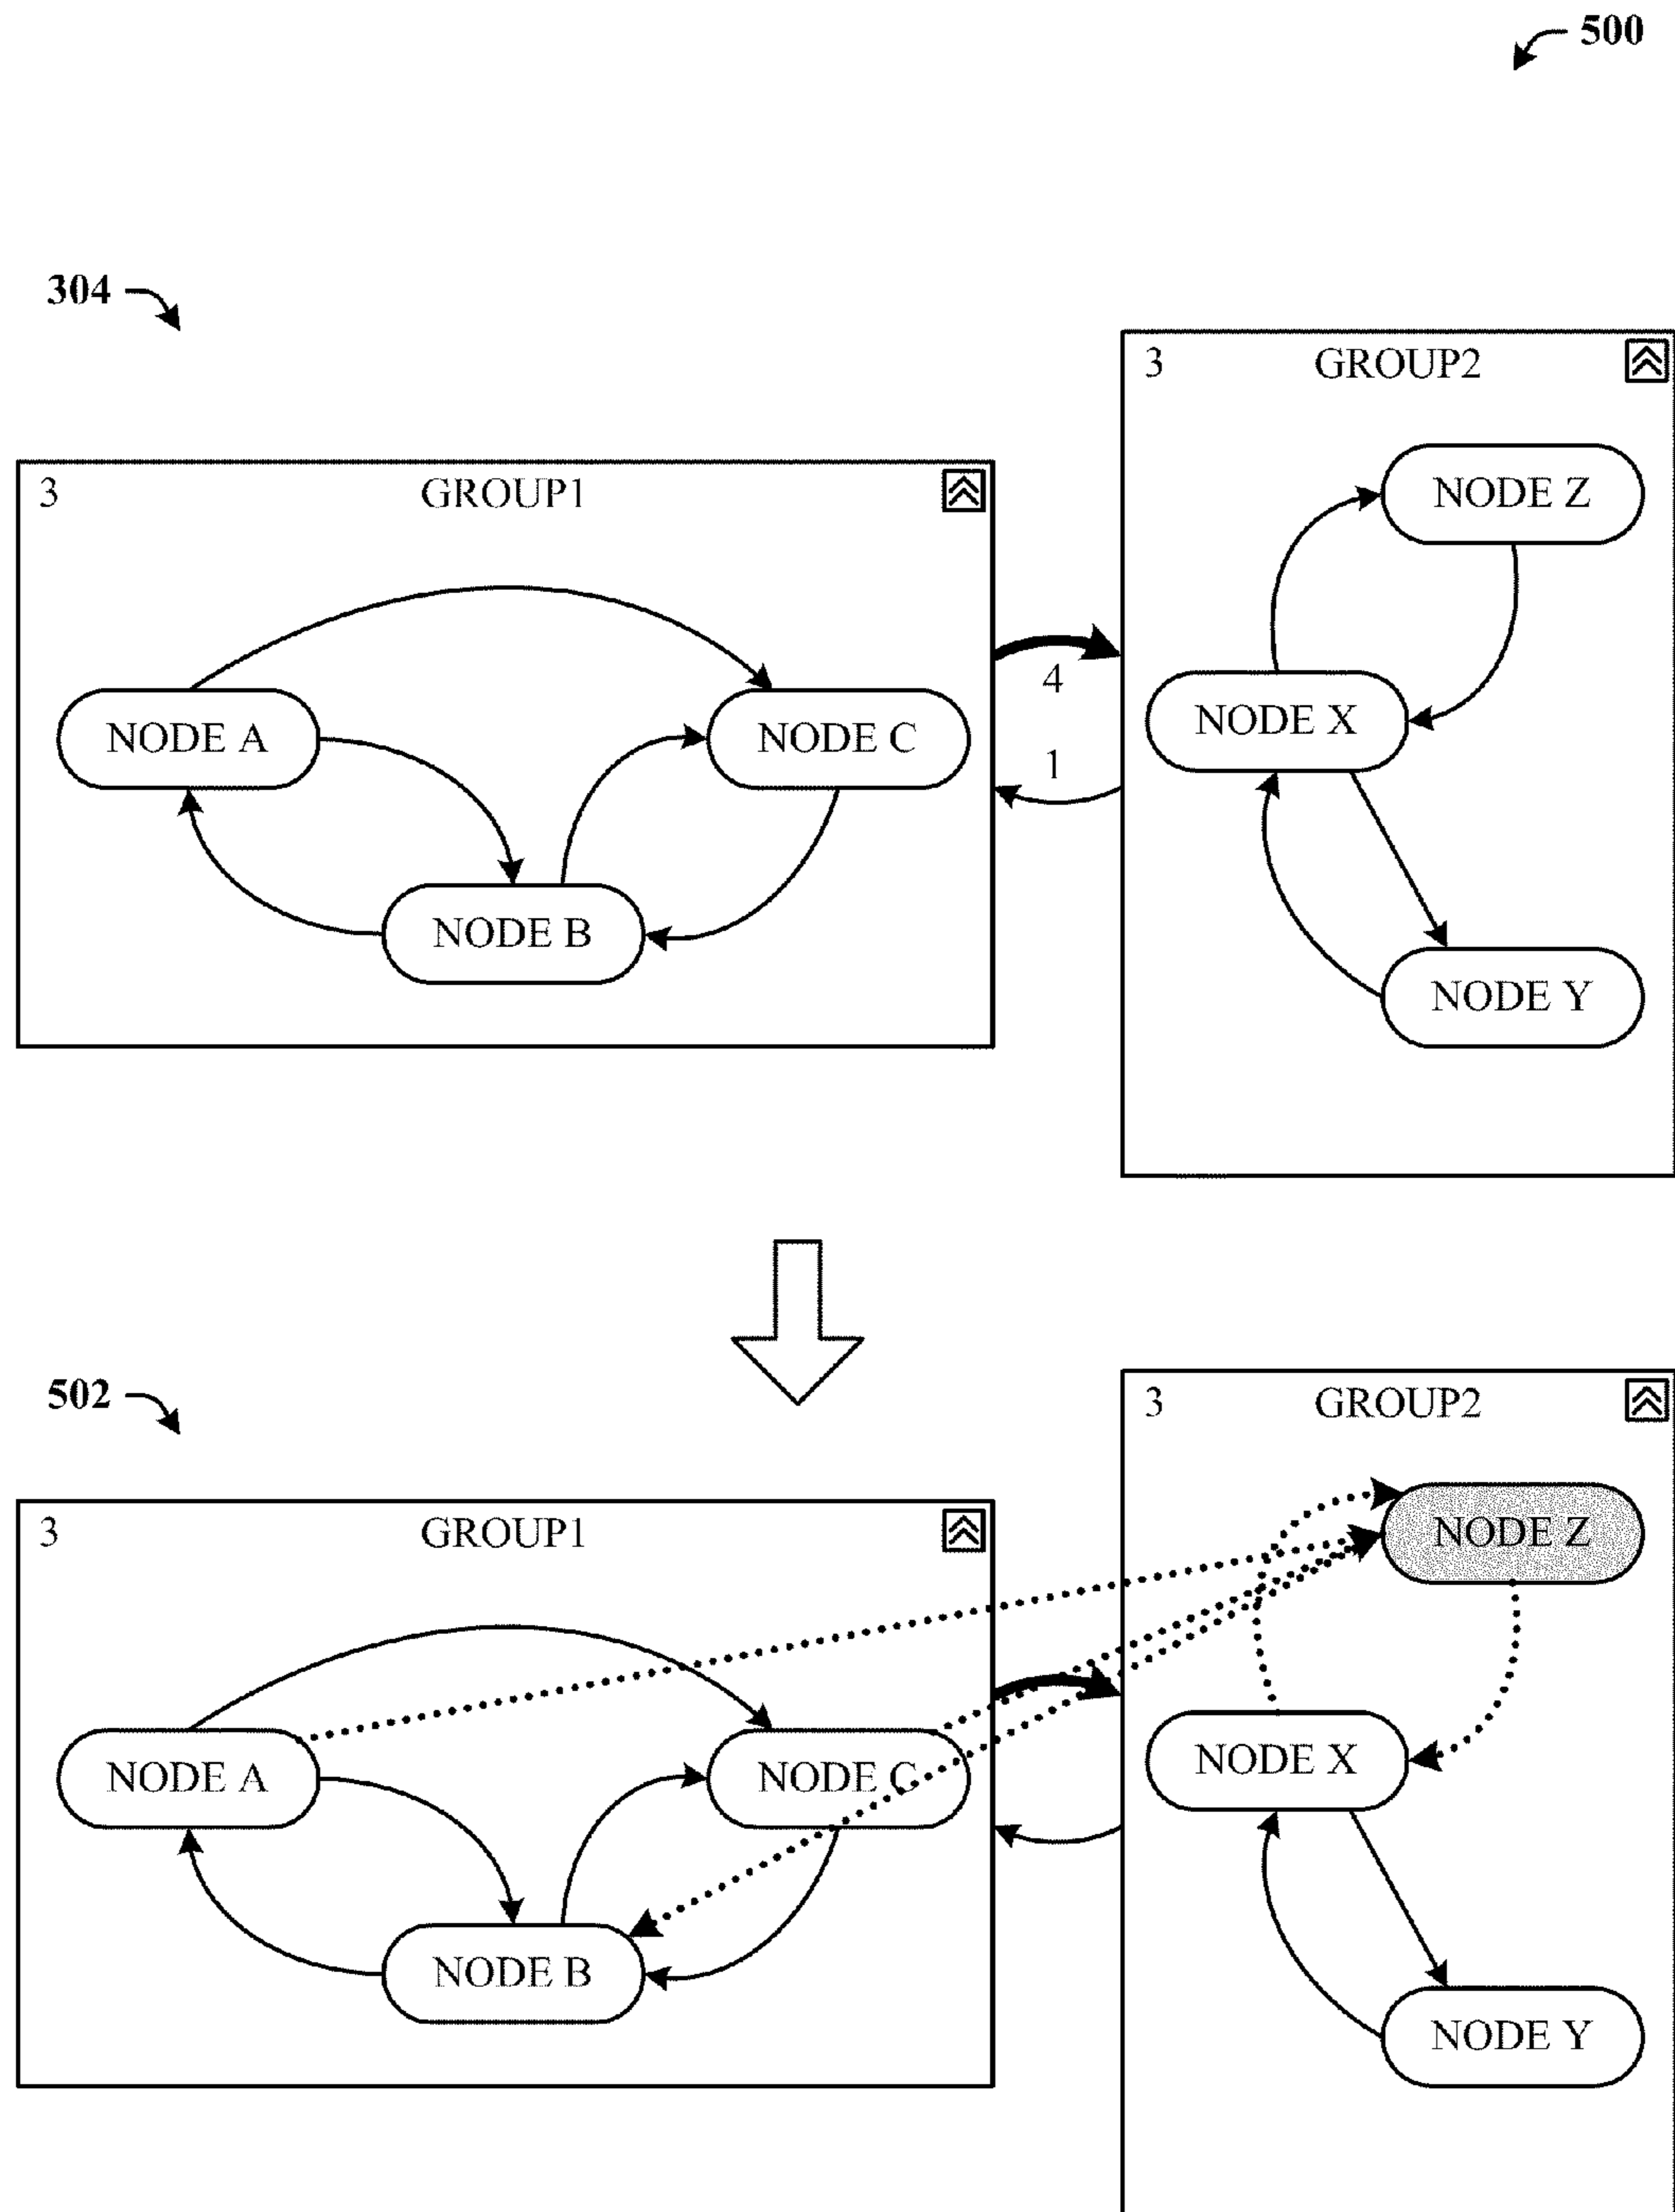 500
304
3 GROUP2
3 GROUP1
NODE Z
4
NODE A
NODE C
NODE X
1
NODE B
NODE Y
502
3 GROUP2
3 GROUP1
NODE Z
NODE A
NODE C
NODE X
NODE B
NODE Y